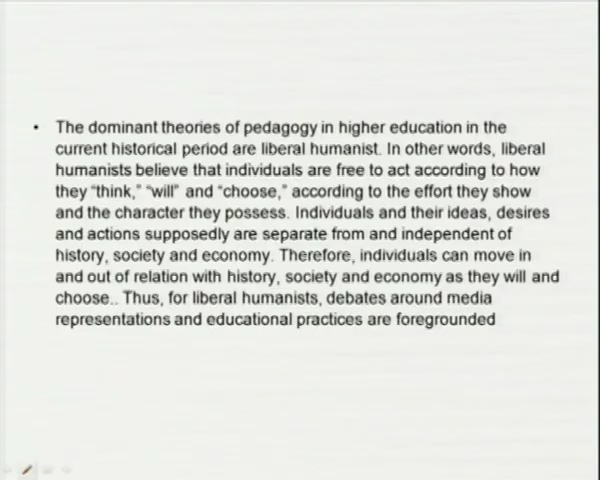 • The dominant theories of pedagogy in higher education in the
current historical period are liberal humanist. In other words, liberal
humanists believe that individuals are free to act according to how
they "think," "will" and "choose," according to the effort they show
and the character they possess. Individuals and their ideas, desires
and actions supposedly are separate from and independent of
history, society and economy. Therefore, individuals can move in
and out of relation with history, society and economy as they will and
choose.. Thus, for liberal humanists, debates around media
representations and educational practices are foregrounded